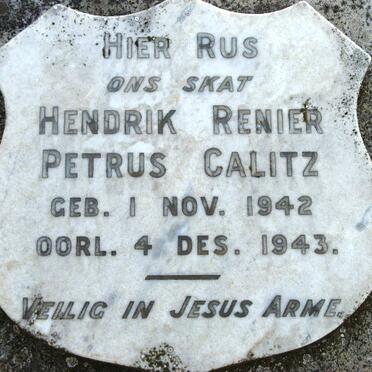 HIER RUS
ONS SKAT
HENDRIK RENIER
PETRUS CALITZ
GEB. 1 NOV. 1942
OORL. 4 DES. 1943.
VEILIG IN JESUS ARME.